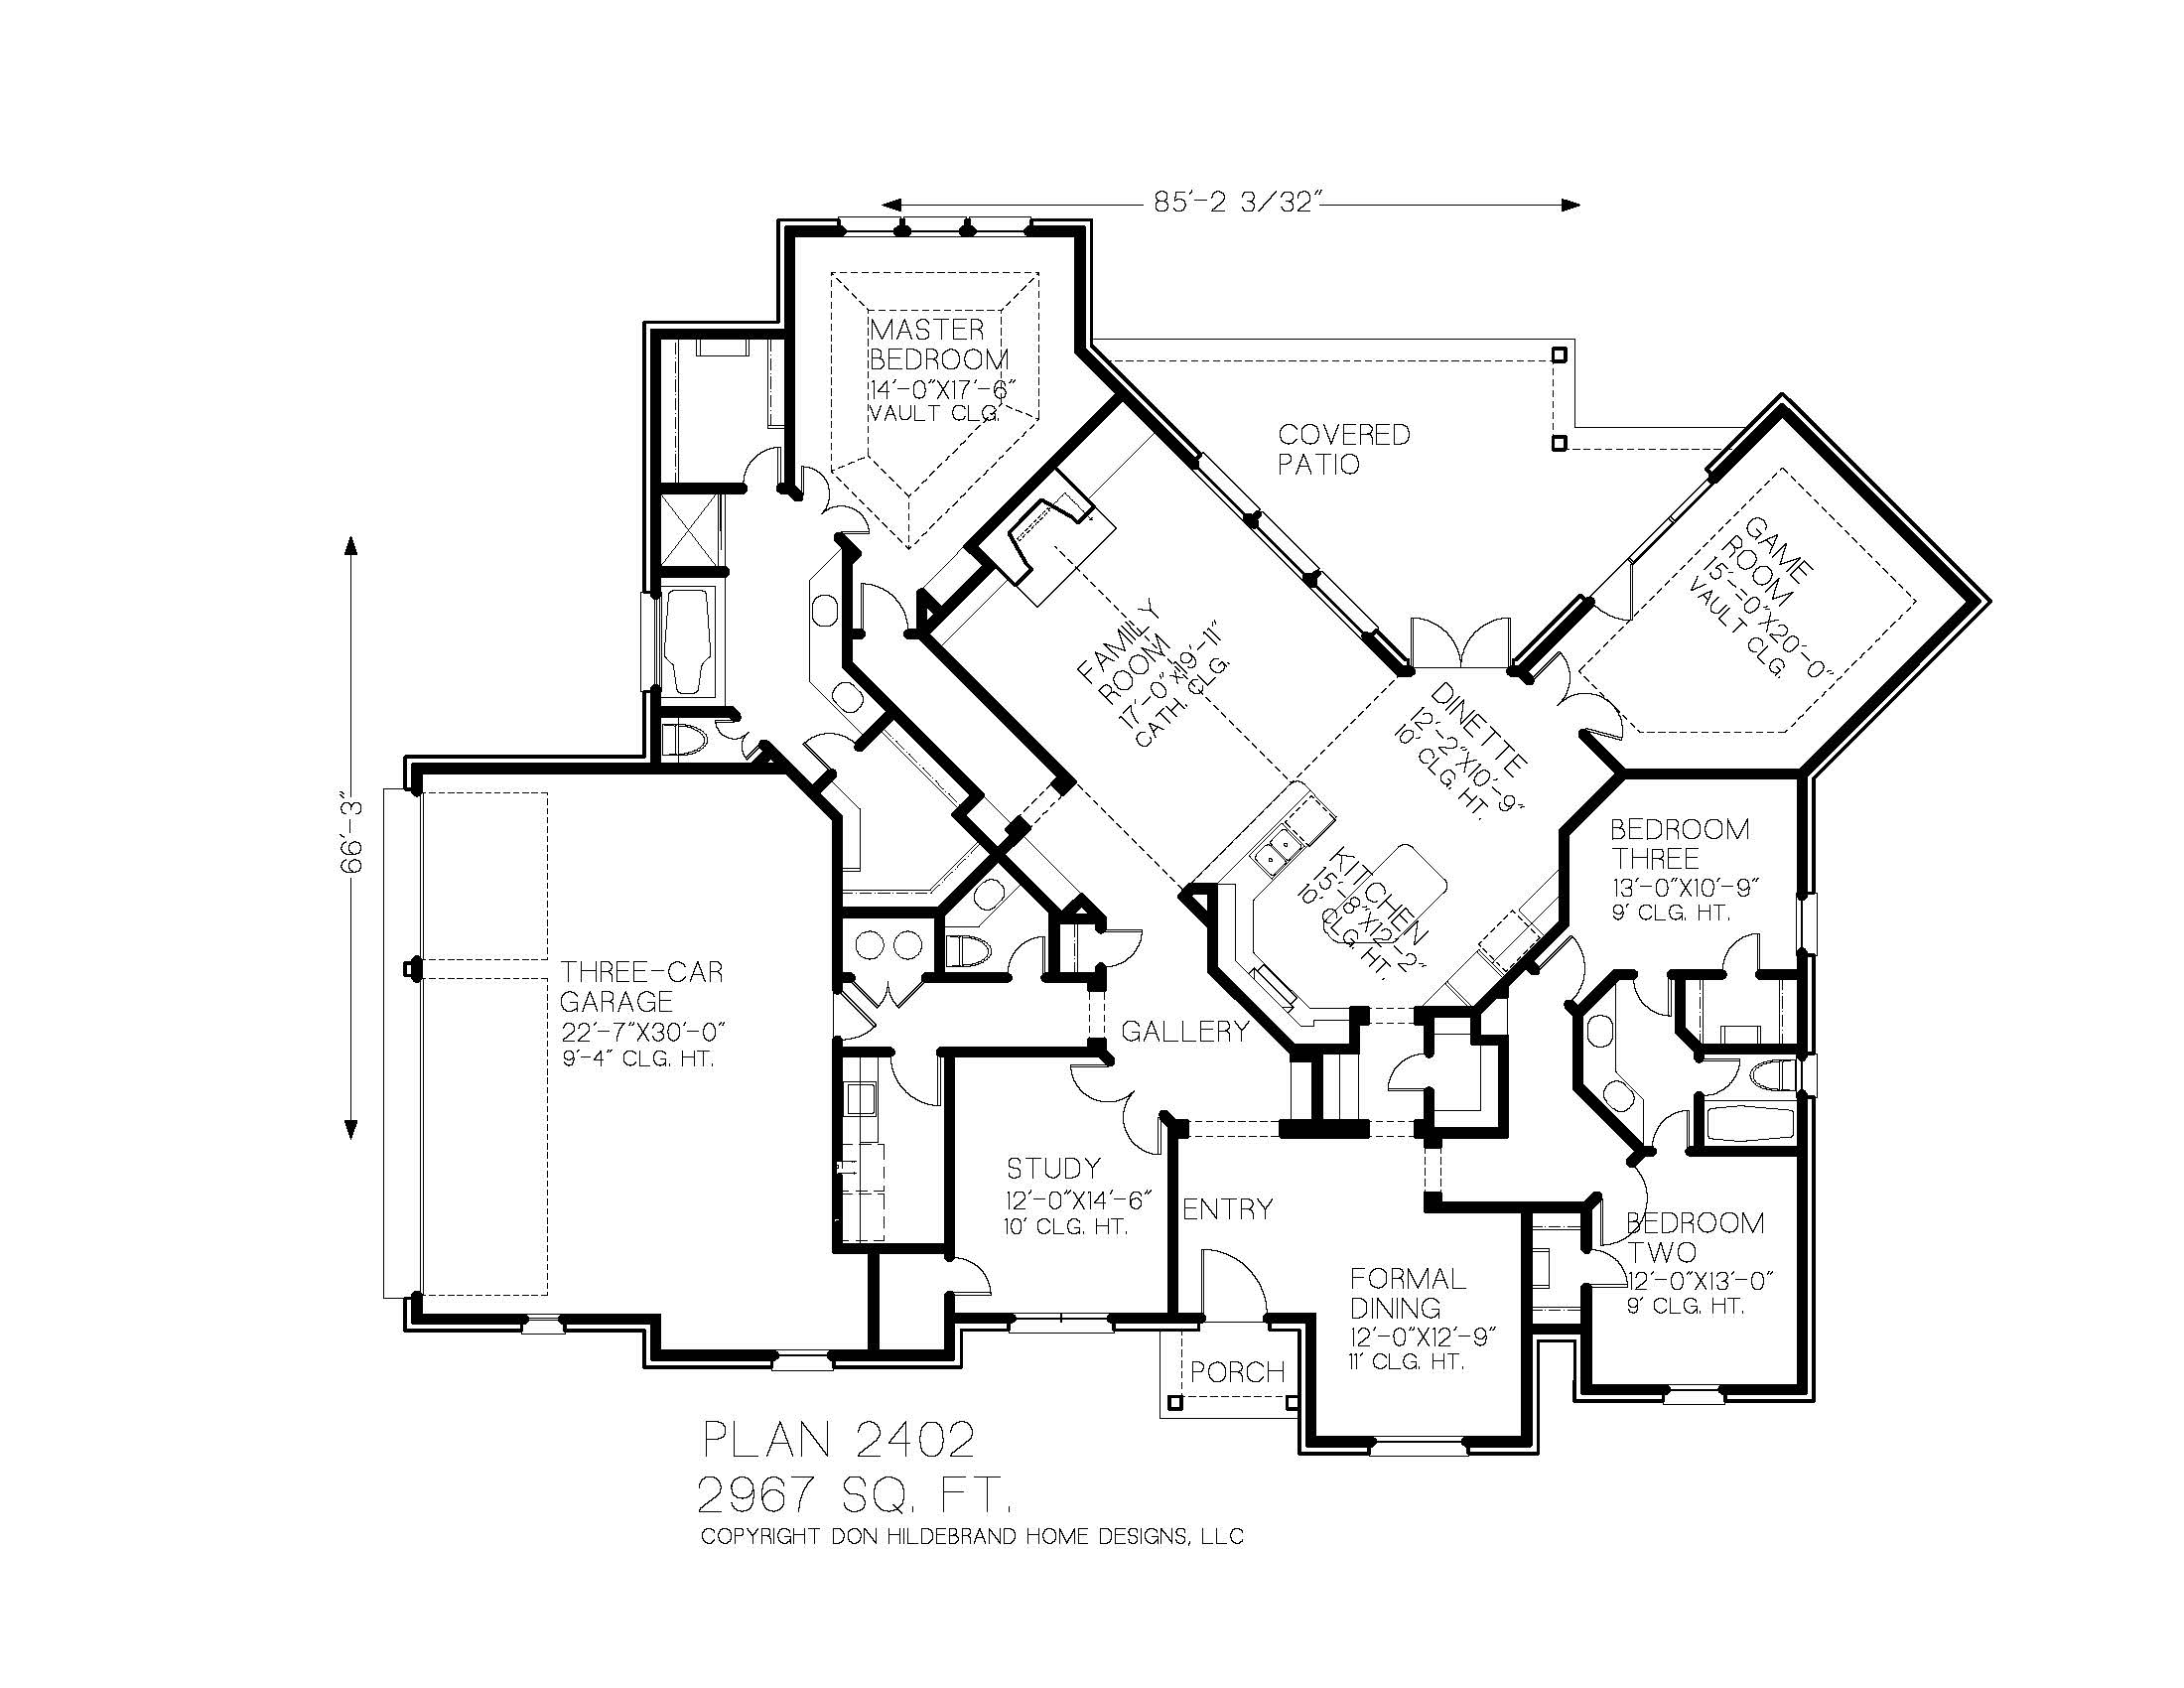 85'-2 3/32"
MASTER
BEDROOM
14'-0"X17'-6"
VAULT CLG.
COVERED
PATIO
GAME
ROOM
15'-0"X20'-0"
VAULT CLG.
FAMILY
ROOM
17'-0"X19'-11"
CATH. CLG.
DINETTE
12'-2"X10'-9"
10' CLG. HT.
66'-3"
BEDROOM
THREE
13'-0"X10'-9"
9' CLG. HT.
KITCHEN
15'-8"X12'-2"
10' CLG. HT.
THREE-CAR
GARAGE
22'-7"X30'-0"
9'-4" CLG. HT.
GALLERY
STUDY
12'-0"X14'-6"
10' CLG. HT.
ENTRY
BEDROOM
TWO
12'-0"X13'-0"
9' CLG. HT.
FORMAL
DINING
12'-0"X12'-9"
11' CLG. HT.
PORCH
PLAN 2402
2967 SQ. FT.
COPYRIGHT DON HILDEBRAND HOME DESIGNS, LLC